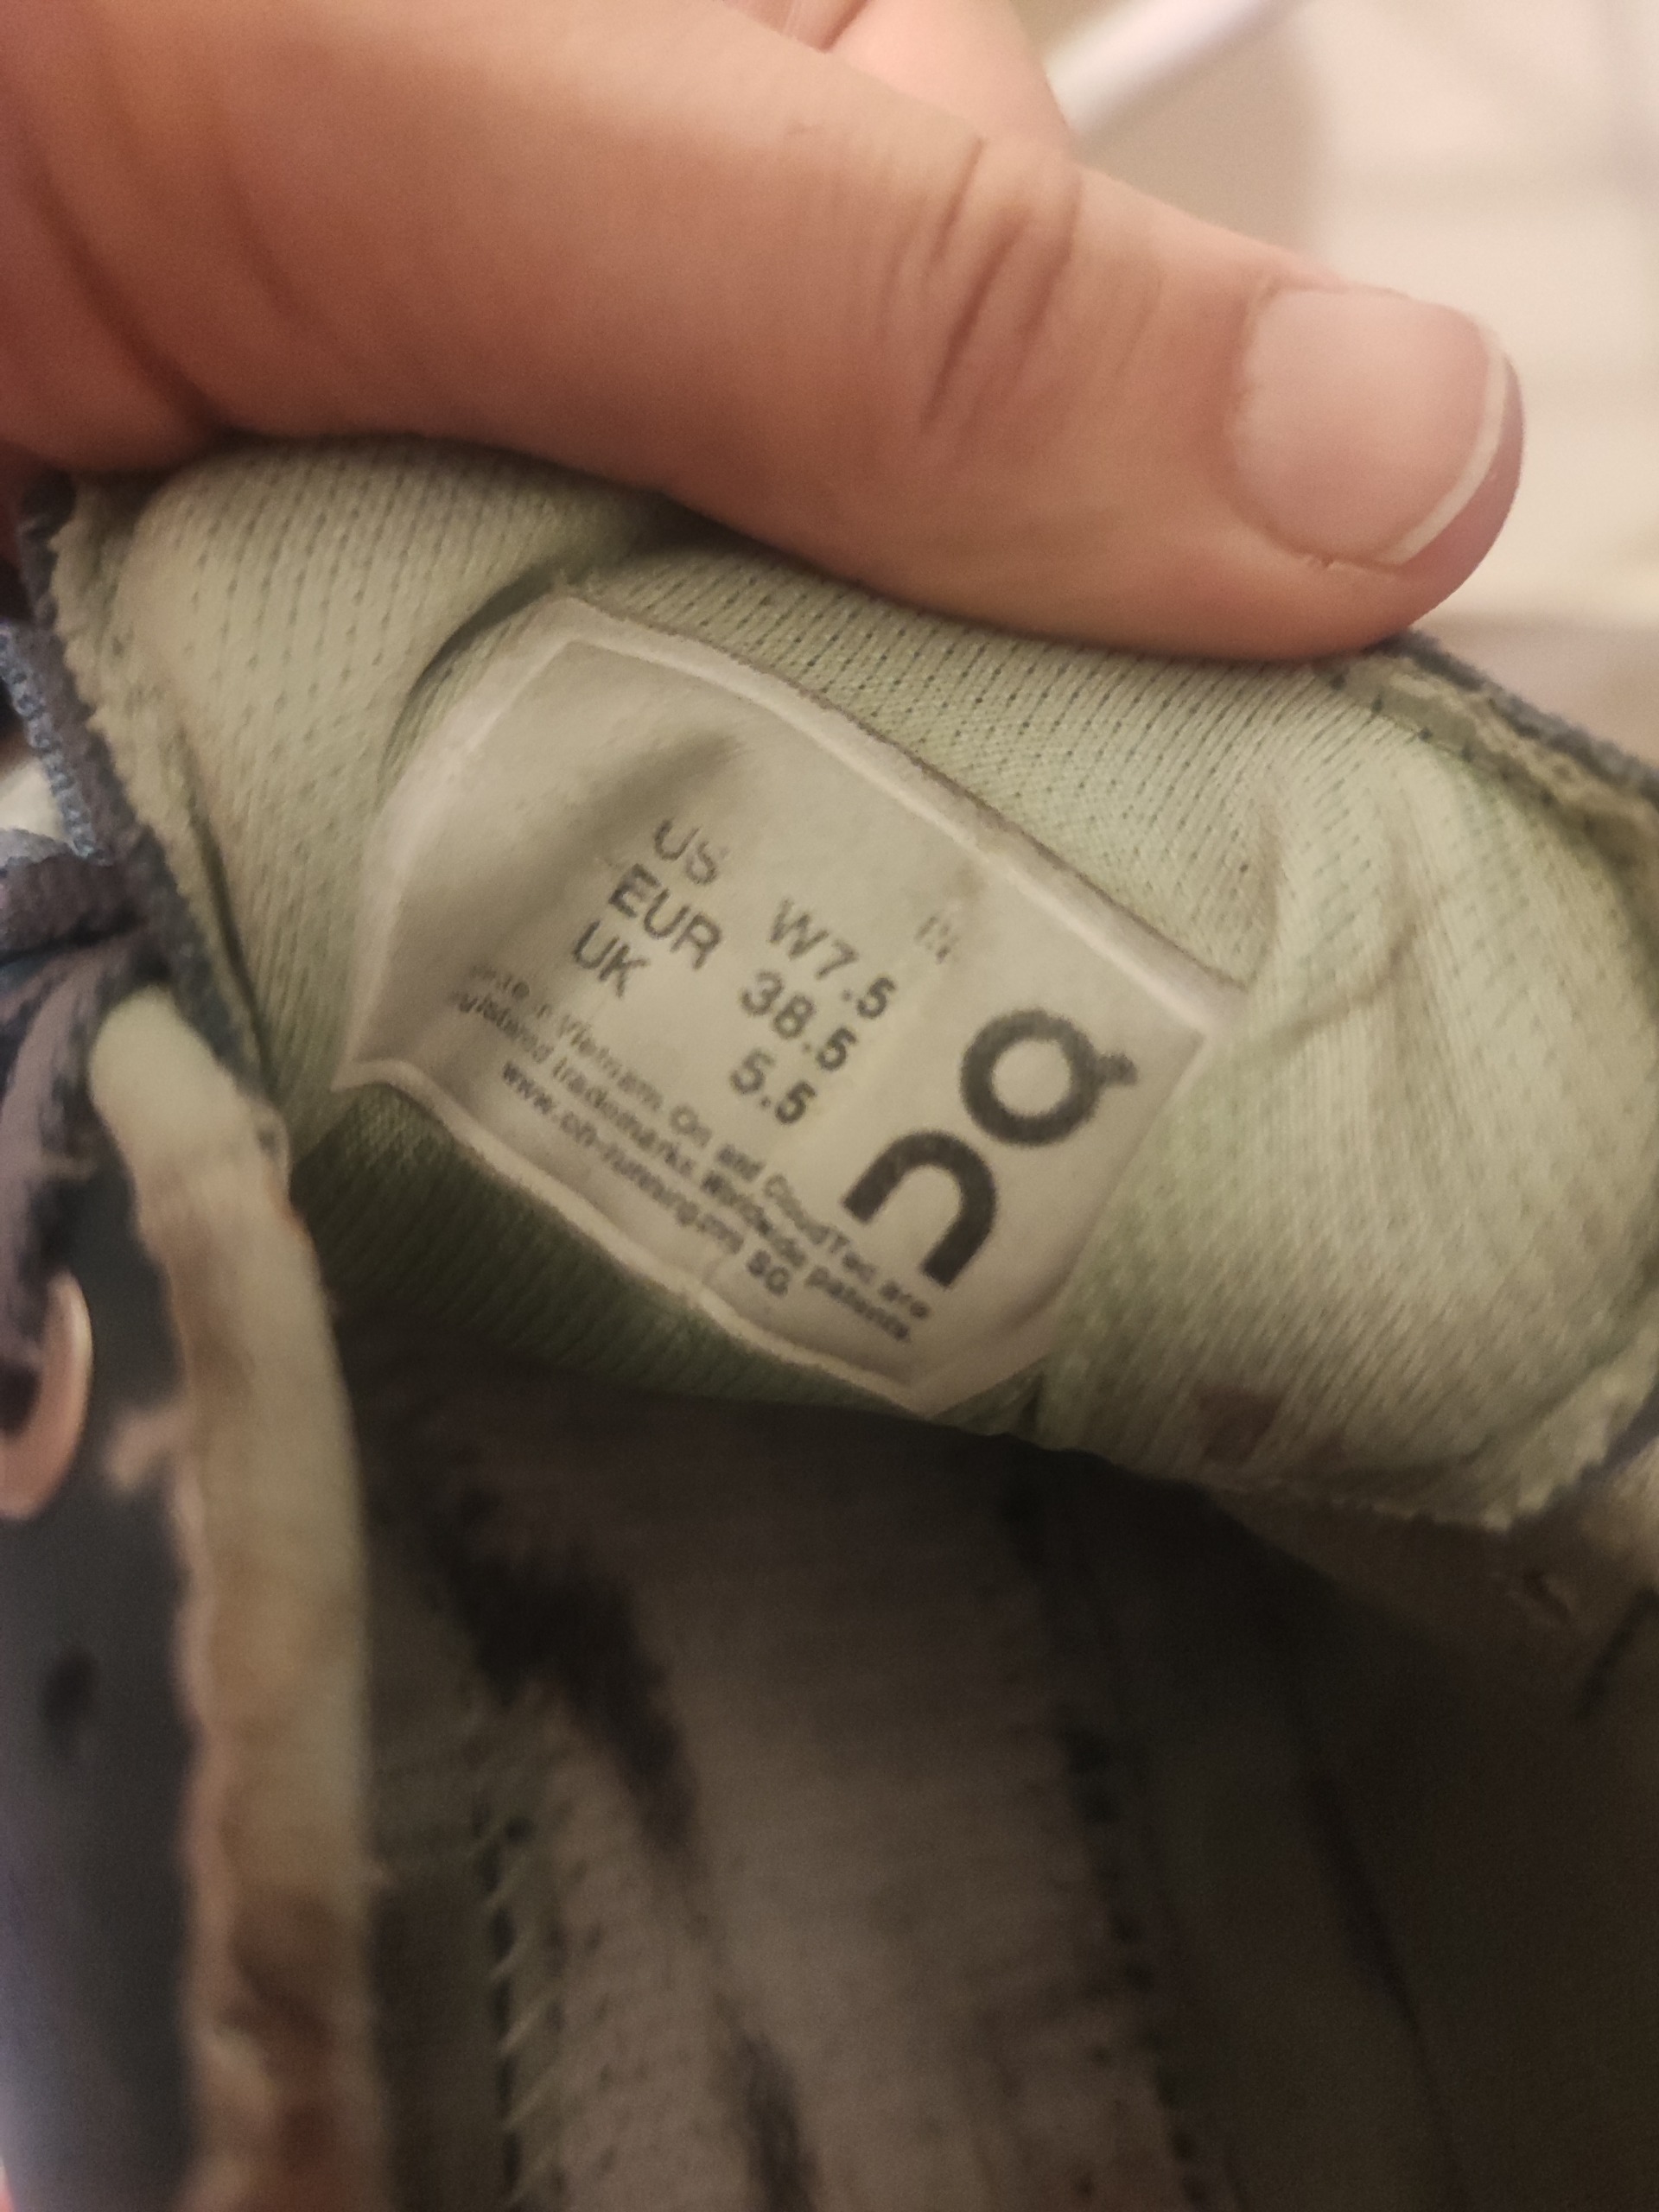 On
US W7.5
EUR 38.5
UK 5.5
Vietnam. On and CloudTec are
trademarks. Worldwide patents.
www.on-running.com SG